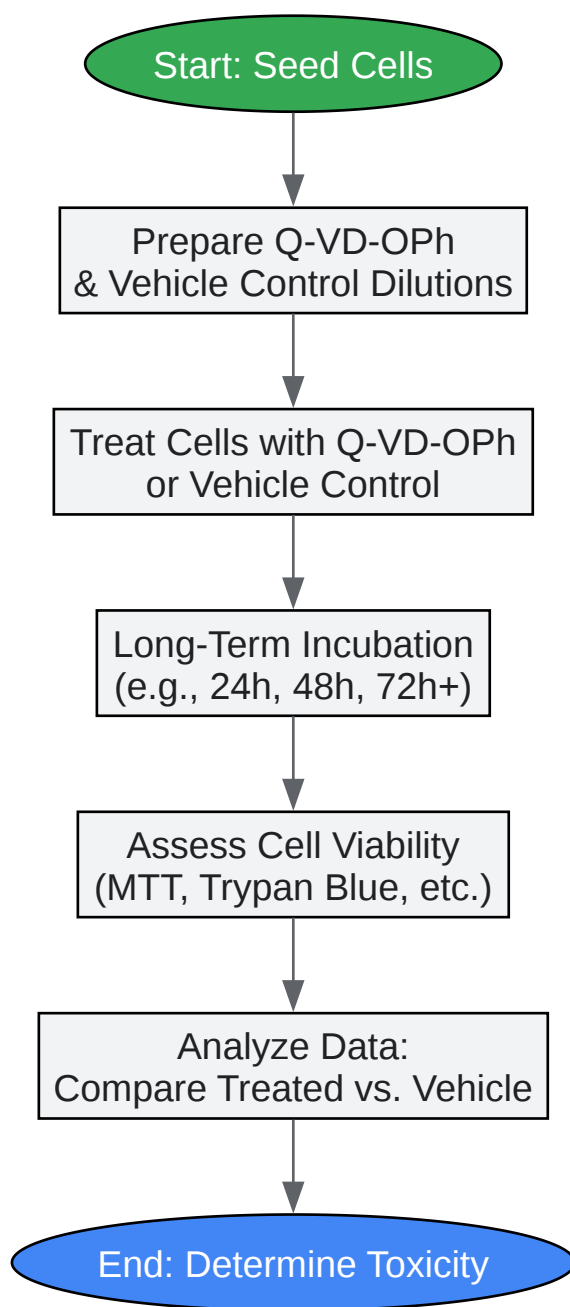 Start: Seed Cells
Prepare Q-VD-OPh
& Vehicle Control Dilutions
Treat Cells with Q-VD-OPh
or Vehicle Control
Long-Term Incubation
(e.g., 24h, 48h, 72h+)
Assess Cell Viability
(MTT, Trypan Blue, etc.)
Analyze Data:
Compare Treated vs. Vehicle
End: Determine Toxicity